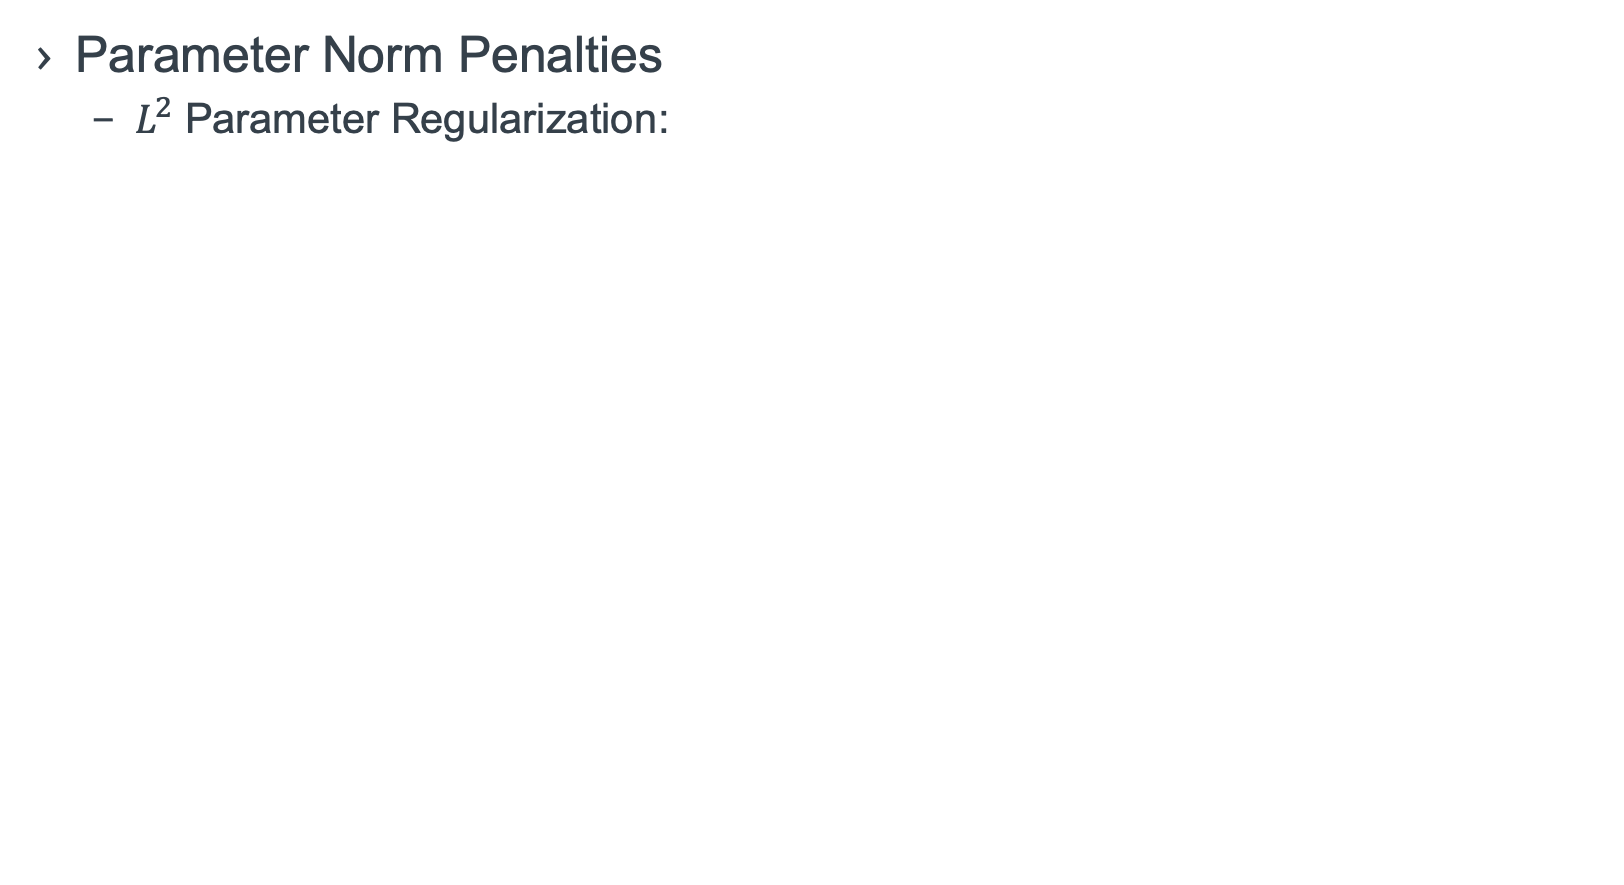 › Parameter Norm Penalties
– L² Parameter Regularization: